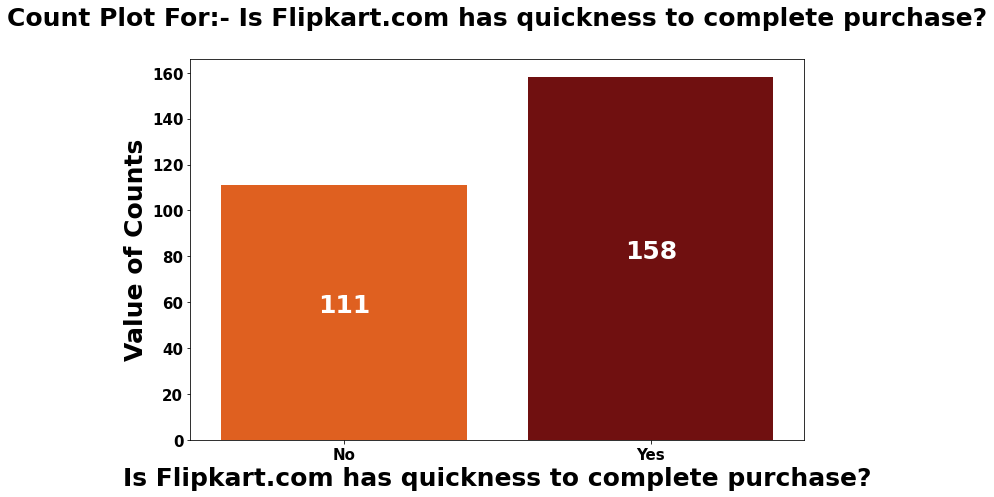 Count Plot For:- Is Flipkart.com has quickness to complete purchase?
Value of Counts
160
140
120
100
80
60
40
20
0
111
158
No Yes
Is Flipkart.com has quickness to complete purchase?